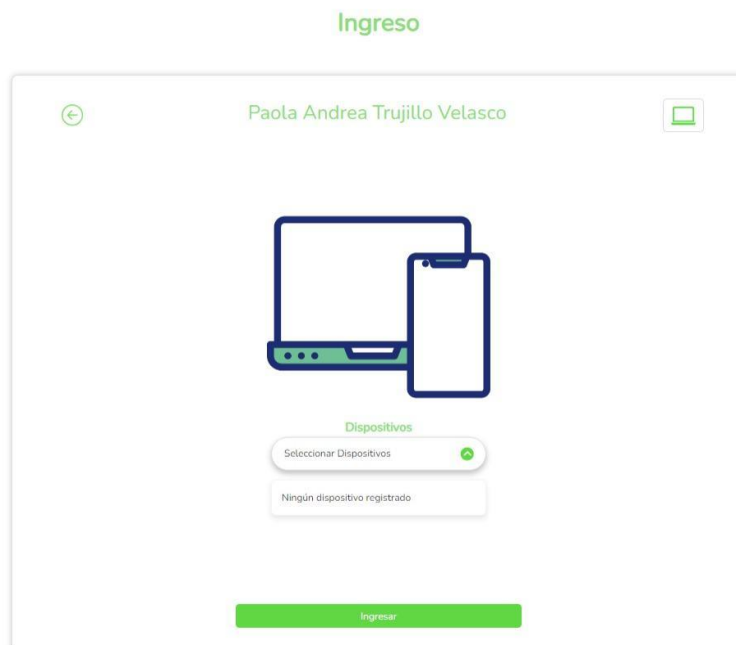 Ingreso
Paola Andrea Trujillo Velasco
Dispositivos
Seleccionar Dispositivos
Ningún dispositivo registrado
Ingresar